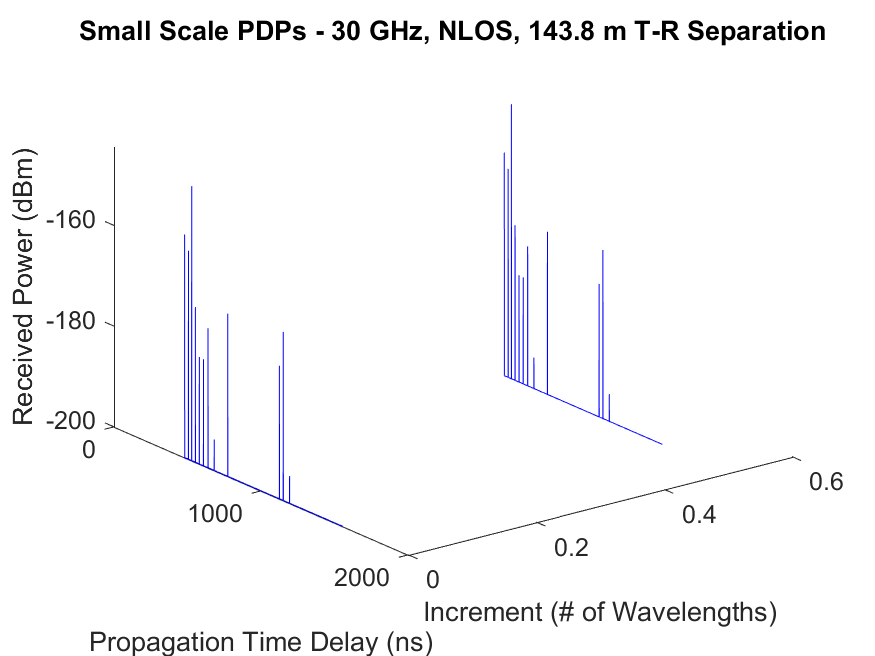 Small Scale PDPs - 30 GHz, NLOS, 143.8 m T-R Separation
Received Power (dBm)
-160
-180
-200
0
1000
2000
Propagation Time Delay (ns)
0
0.2
0.4
0.6
Increment (# of Wavelengths)